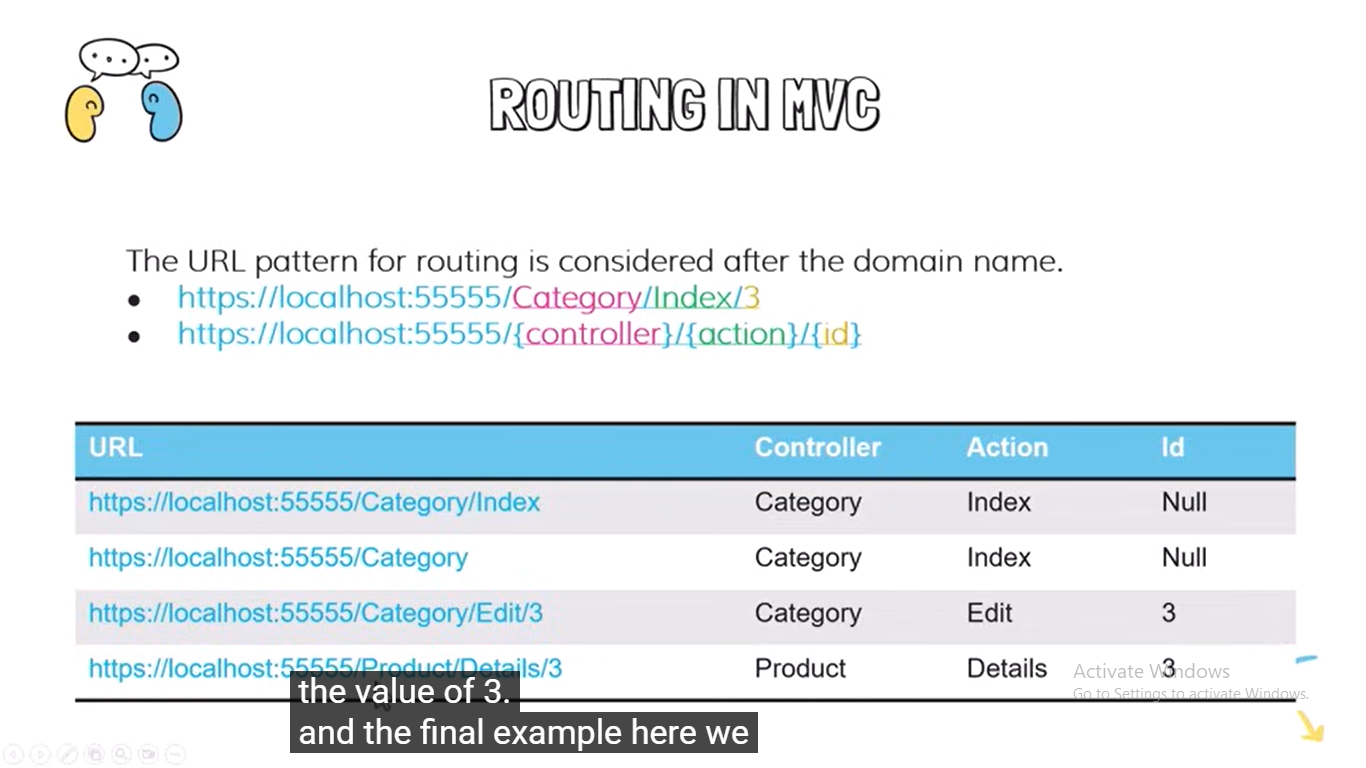 ROUTING IN MVC
The URL pattern for routing is considered after the domain name.
● https://localhost:55555/Category/Index/3
● https://localhost:55555/{controller}/{action}/{id}
URL Controller Action Id
https://localhost:55555/Category/Index Category Index Null
https://localhost:55555/Category Category Index Null
https://localhost:55555/Category/Edit/3 Category Edit 3
https://localhost:55555/Product/Details/3 Product Details 3
Activate Windows
Go to Settings to activate Windows.
the value of 3.
and the final example here we